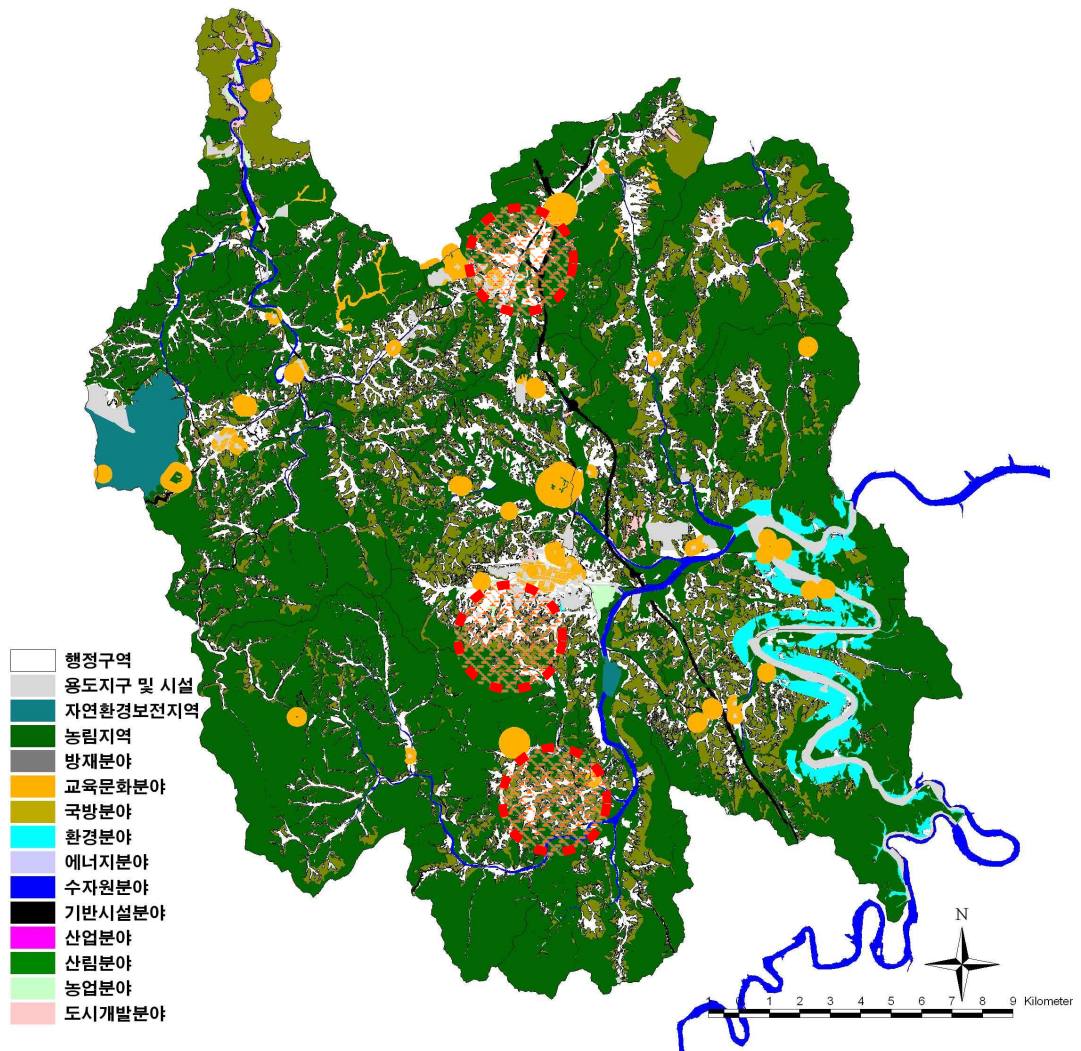 행정구역
용도지구 및 시설
자연환경보전지역
농림지역
방재분야
교육문화분야
국방분야
환경분야
에너지분야
수자원분야
기반시설분야
산업분야
산림분야
농업분야
도시개발분야
N
1 0 1 2 3 4 5 6 7 8 9 Kilometer